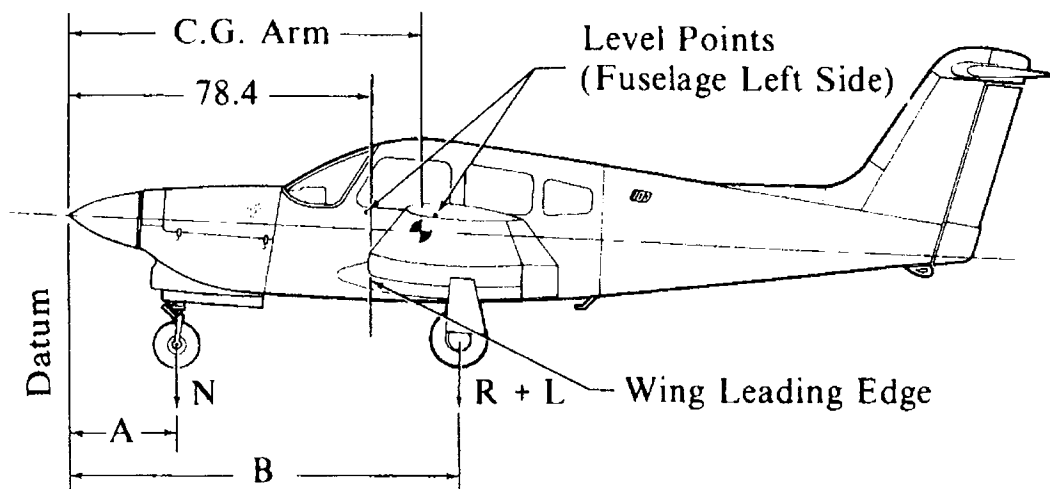 C.G. Arm
Level Points
(Fuselage Left Side)
78.4
Datum
N
R + L
Wing Leading Edge
A
B